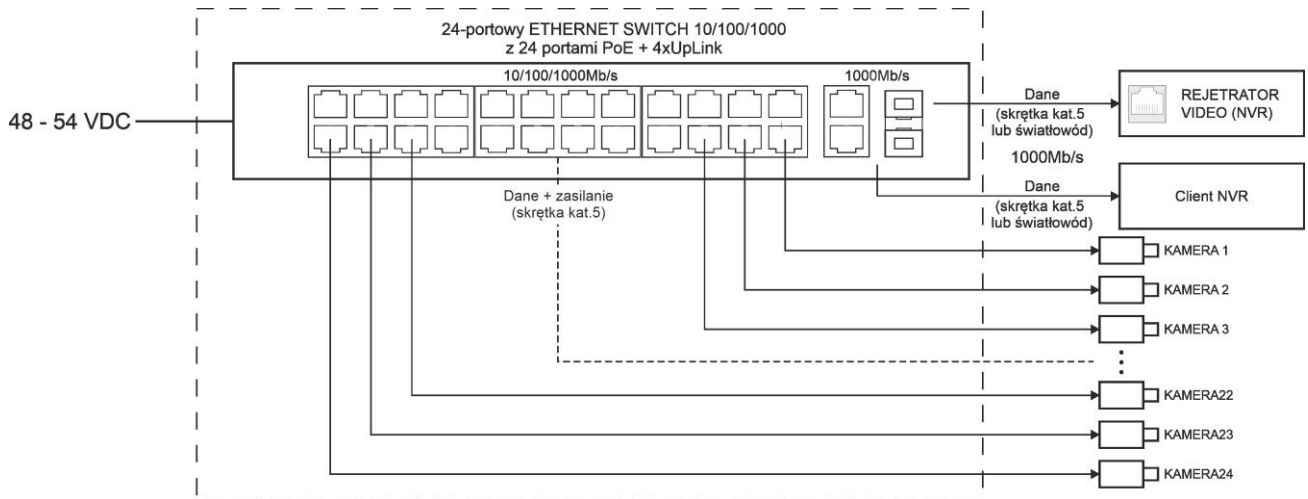 24-portowy ETHERNET SWITCH 10/100/1000
z 24 portami PoE + 4xUpLink
10/100/1000Mb/s
1000Mb/s
48 - 54 VDC
Dane
(skrętka kat.5
lub światłowód)
REJETRATOR
VIDEO (NVR)
1000Mb/s
Dane
(skrętka kat.5
lub światłowód)
Client NVR
Dane + zasilanie
(skrętka kat.5)
KAMERA 1
KAMERA 2
KAMERA 3
KAMERA22
KAMERA23
KAMERA24